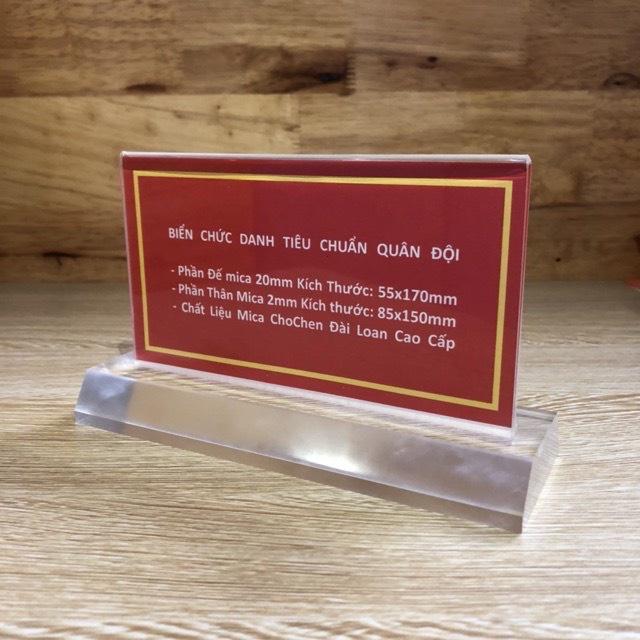 BIỂN CHỨC DANH TIÊU CHUẨN QUÂN ĐỘI
- Phần Đế mica 20mm Kích Thước: 55x170mm
- Phần Thân Mica 2mm Kích thước: 85x150mm
- Chất Liệu Mica ChoChen Đài Loan Cao Cấp